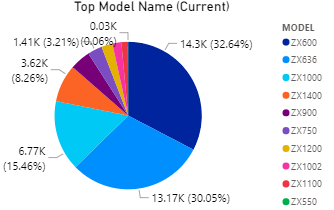 Top Model Name (Current)
0.03K
1.41K (3.21%)
(0.06%)
14.3K (32.64%)
3.62K
(8.26%)
6.77K
(15.46%)
13.17K (30.05%)
MODEL
ZX600
ZX636
ZX1000
ZX1400
ZX900
ZX750
ZX1200
ZX1002
ZX1100
ZX550